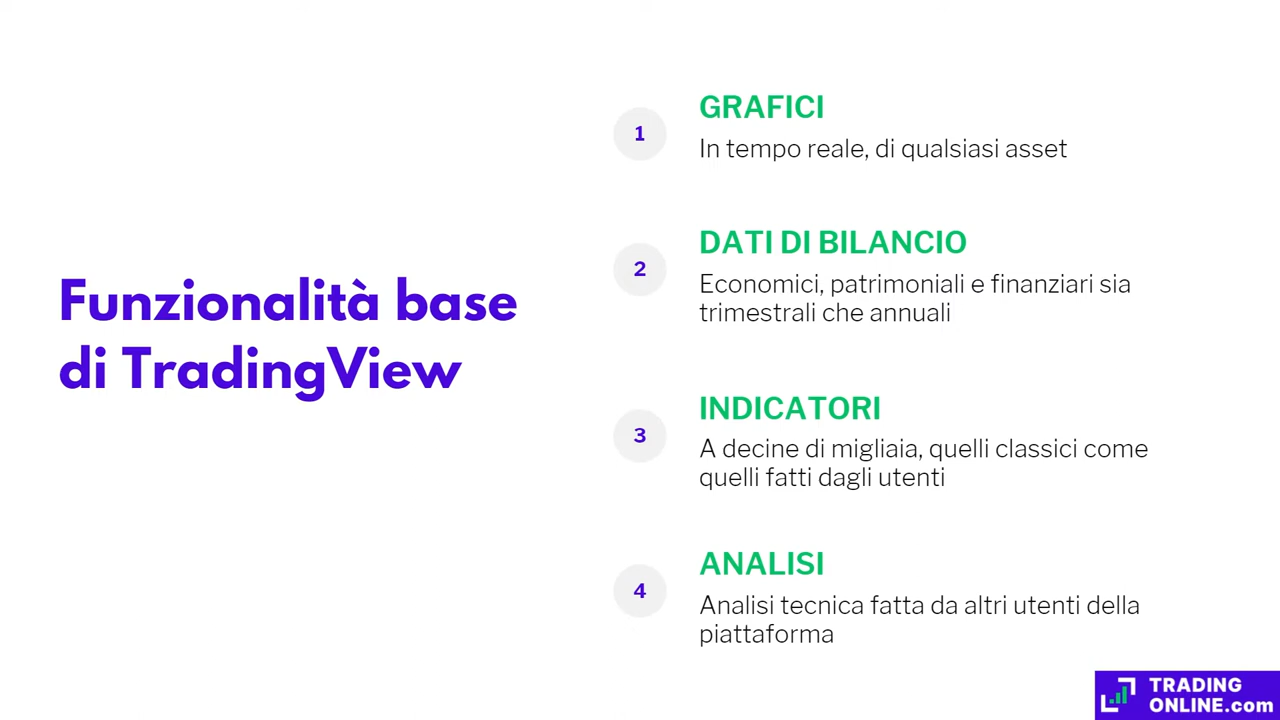 Funzionalità base
di TradingView
1
GRAFICI
In tempo reale, di qualsiasi asset
2
DATI DI BILANCIO
Economici, patrimoniali e finanziari sia
trimestrali che annuali
3
INDICATORI
A decine di migliaia, quelli classici come
quelli fatti dagli utenti
4
ANALISI
Analisi tecnica fatta da altri utenti della
piattaforma
TRADING
ONLINE.com